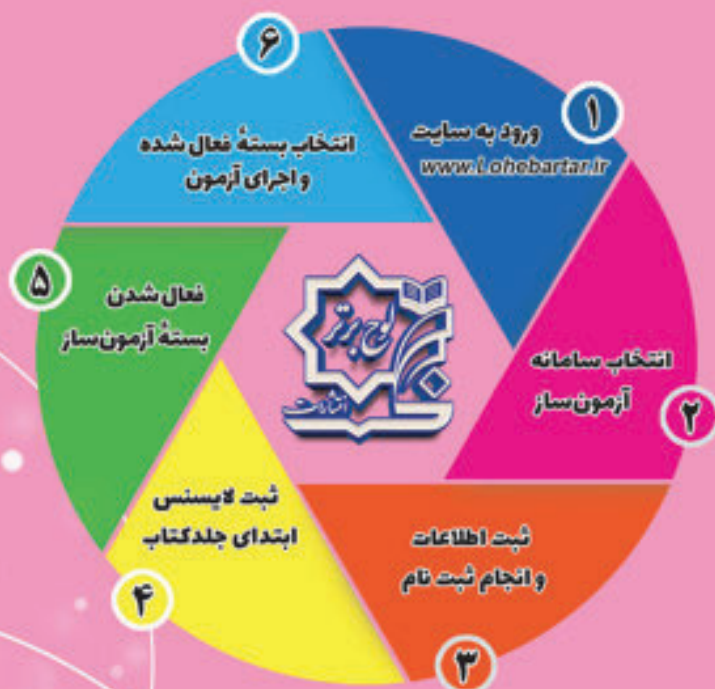 ۱
ورود به سایت
www.Lohebartar.ir
۲
انتخاب سامانه
آزمون‌ساز
۳
ثبت اطلاعات
و انجام ثبت نام
۴
ثبت لایسنس
ابتدای جلدکتاب
۵
فعال شدن
بستهٔ آزمون‌ساز
۶
انتخاب بستهٔ فعال شده
و اجرای آزمون
لوح برتر
انتشارات